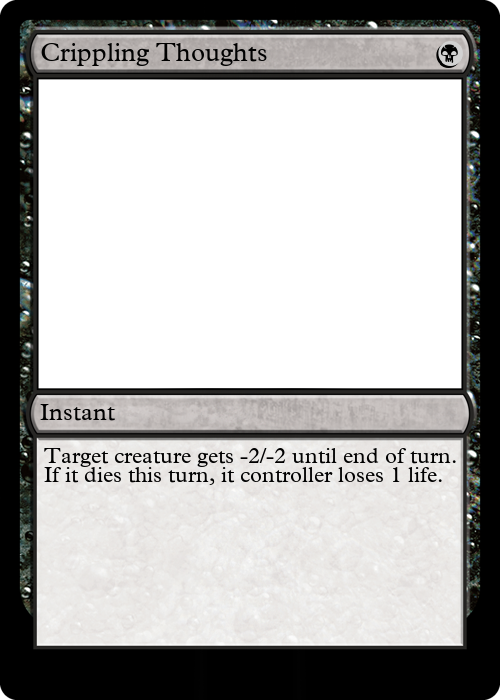 Crippling Thoughts
Instant
Target creature gets -2/-2 until end of turn.
If it dies this turn, it controller loses 1 life.